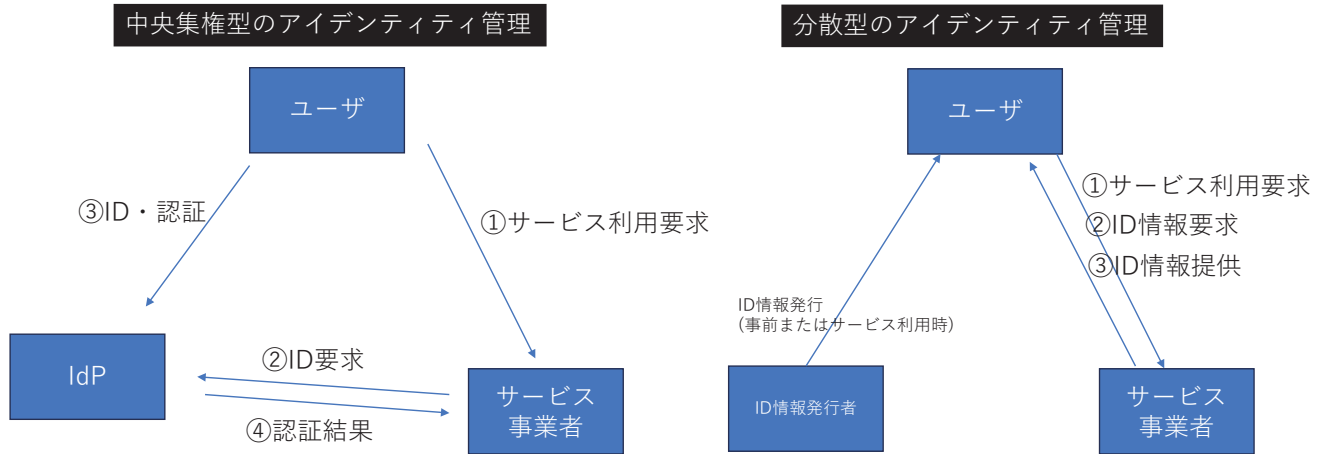 中央集権型のアイデンティティ管理
ユーザ
③ID・認証
①サービス利用要求
IdP
②ID要求
④認証結果
サービス
事業者
分散型のアイデンティティ管理
ユーザ
①サービス利用要求
②ID情報要求
③ID情報提供
ID情報発行
(事前またはサービス利用時)
ID情報発行者
サービス
事業者